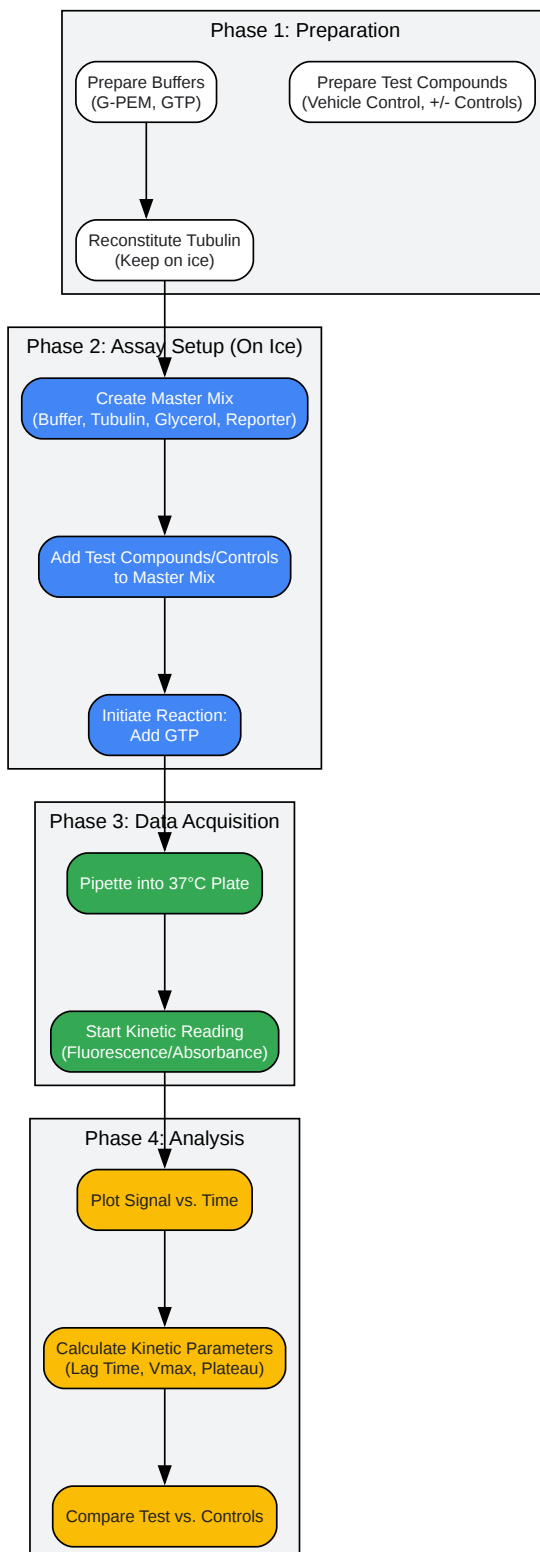 Phase 1: Preparation
Prepare Buffers
(G-PEM, GTP)
Prepare Test Compounds
(Vehicle Control, +/- Controls)
Reconstitute Tubulin
(Keep on ice)
Phase 2: Assay Setup (On Ice)
Create Master Mix
(Buffer, Tubulin, Glycerol, Reporter)
Add Test Compounds/Controls
to Master Mix
Initiate Reaction:
Add GTP
Phase 3: Data Acquisition
Pipette into 37°C Plate
Start Kinetic Reading
(Fluorescence/Absorbance)
Phase 4: Analysis
Plot Signal vs. Time
Calculate Kinetic Parameters
(Lag Time, Vmax, Plateau)
Compare Test vs. Controls